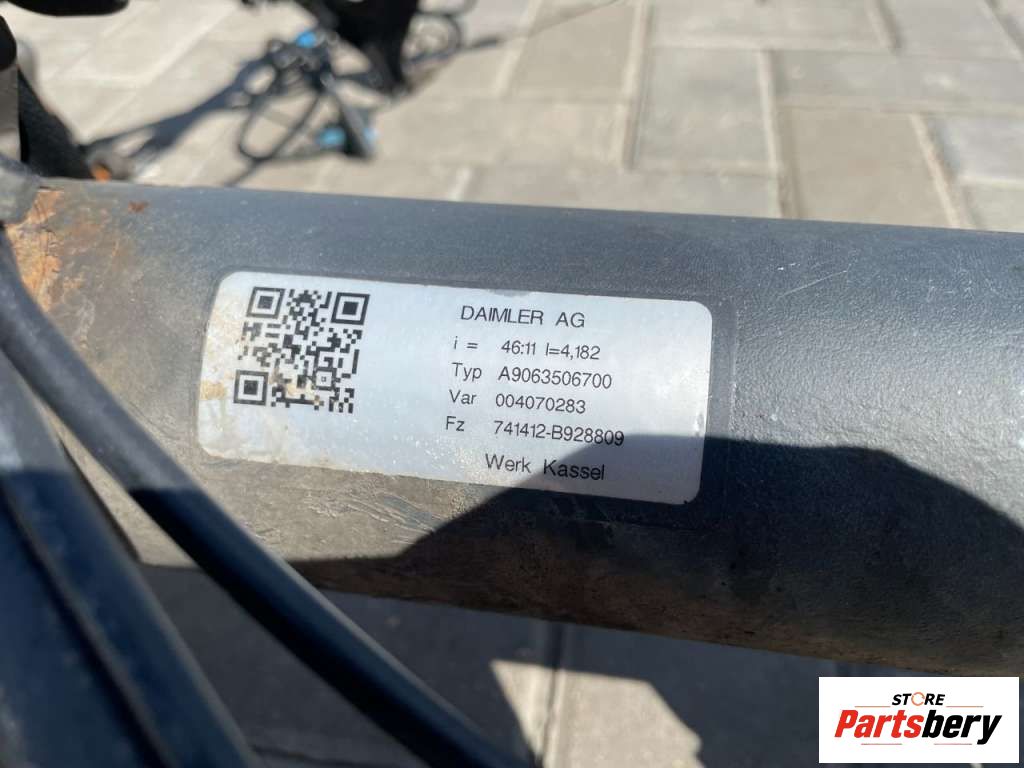 DAIMLER AG
i = 46:11 I=4,182
Typ A9063506700
Var 004070283
Fz 741412-B928809
Werk Kassel
STORE
Partsbery